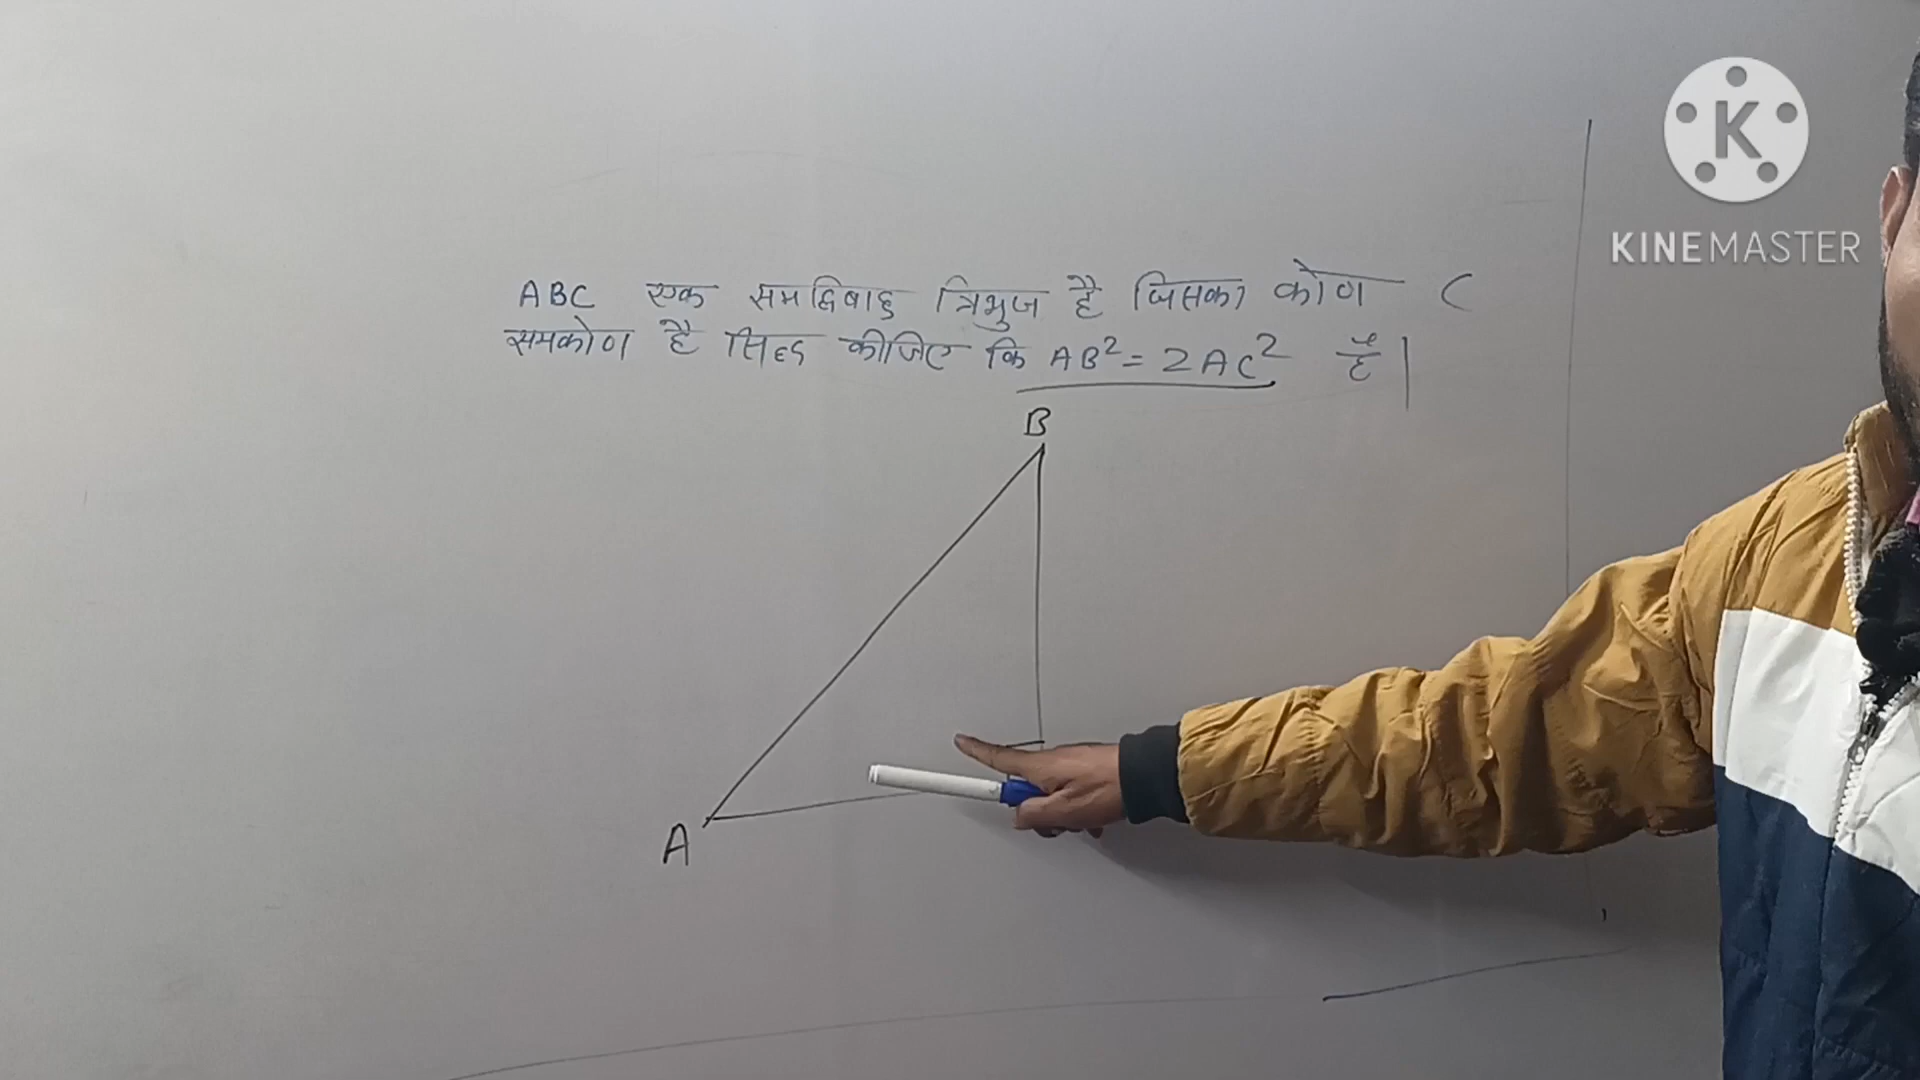 ABC एक समद्विबाहु त्रिभुज है जिसका कोण C
समकोण है सिद्ध कीजिए कि AB² = 2AC² है|
B
A
K
KINEMASTER